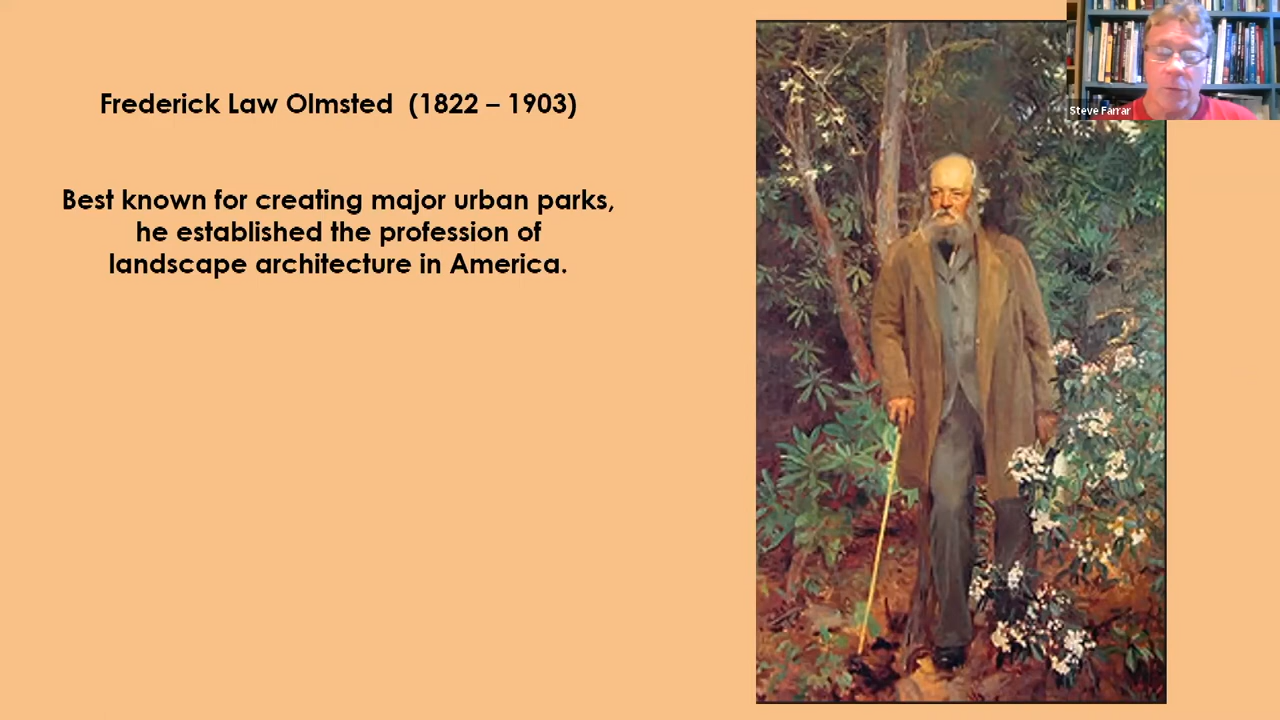 Frederick Law Olmsted (1822 – 1903)
Best known for creating major urban parks,
he established the profession of
landscape architecture in America.
Steve Farrar